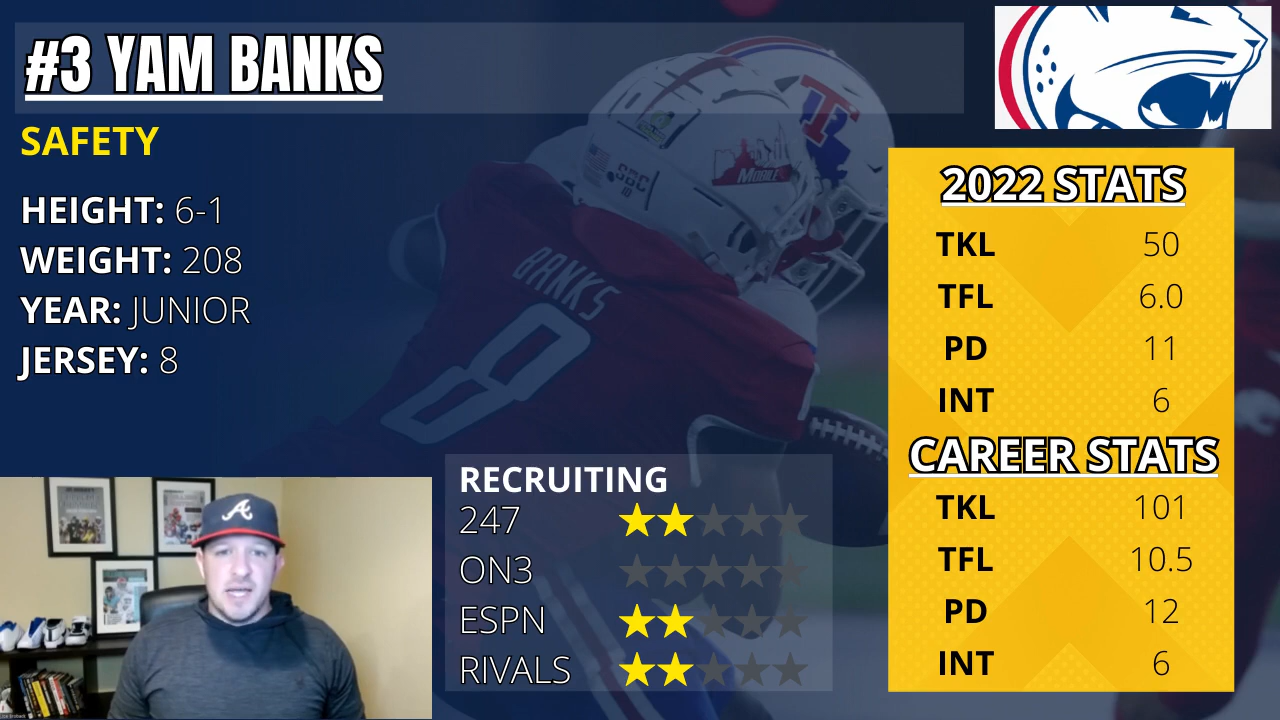 #3 YAM BANKS
SAFETY
HEIGHT: 6-1
WEIGHT: 208
YEAR: JUNIOR
JERSEY: 8
2022 STATS
TKL 50
TFL 6.0
PD 11
INT 6
CAREER STATS
TKL 101
TFL 10.5
PD 12
INT 6
RECRUITING
247
ON3
ESPN
RIVALS
BANKS
8
SBC
MOBILE
T
A